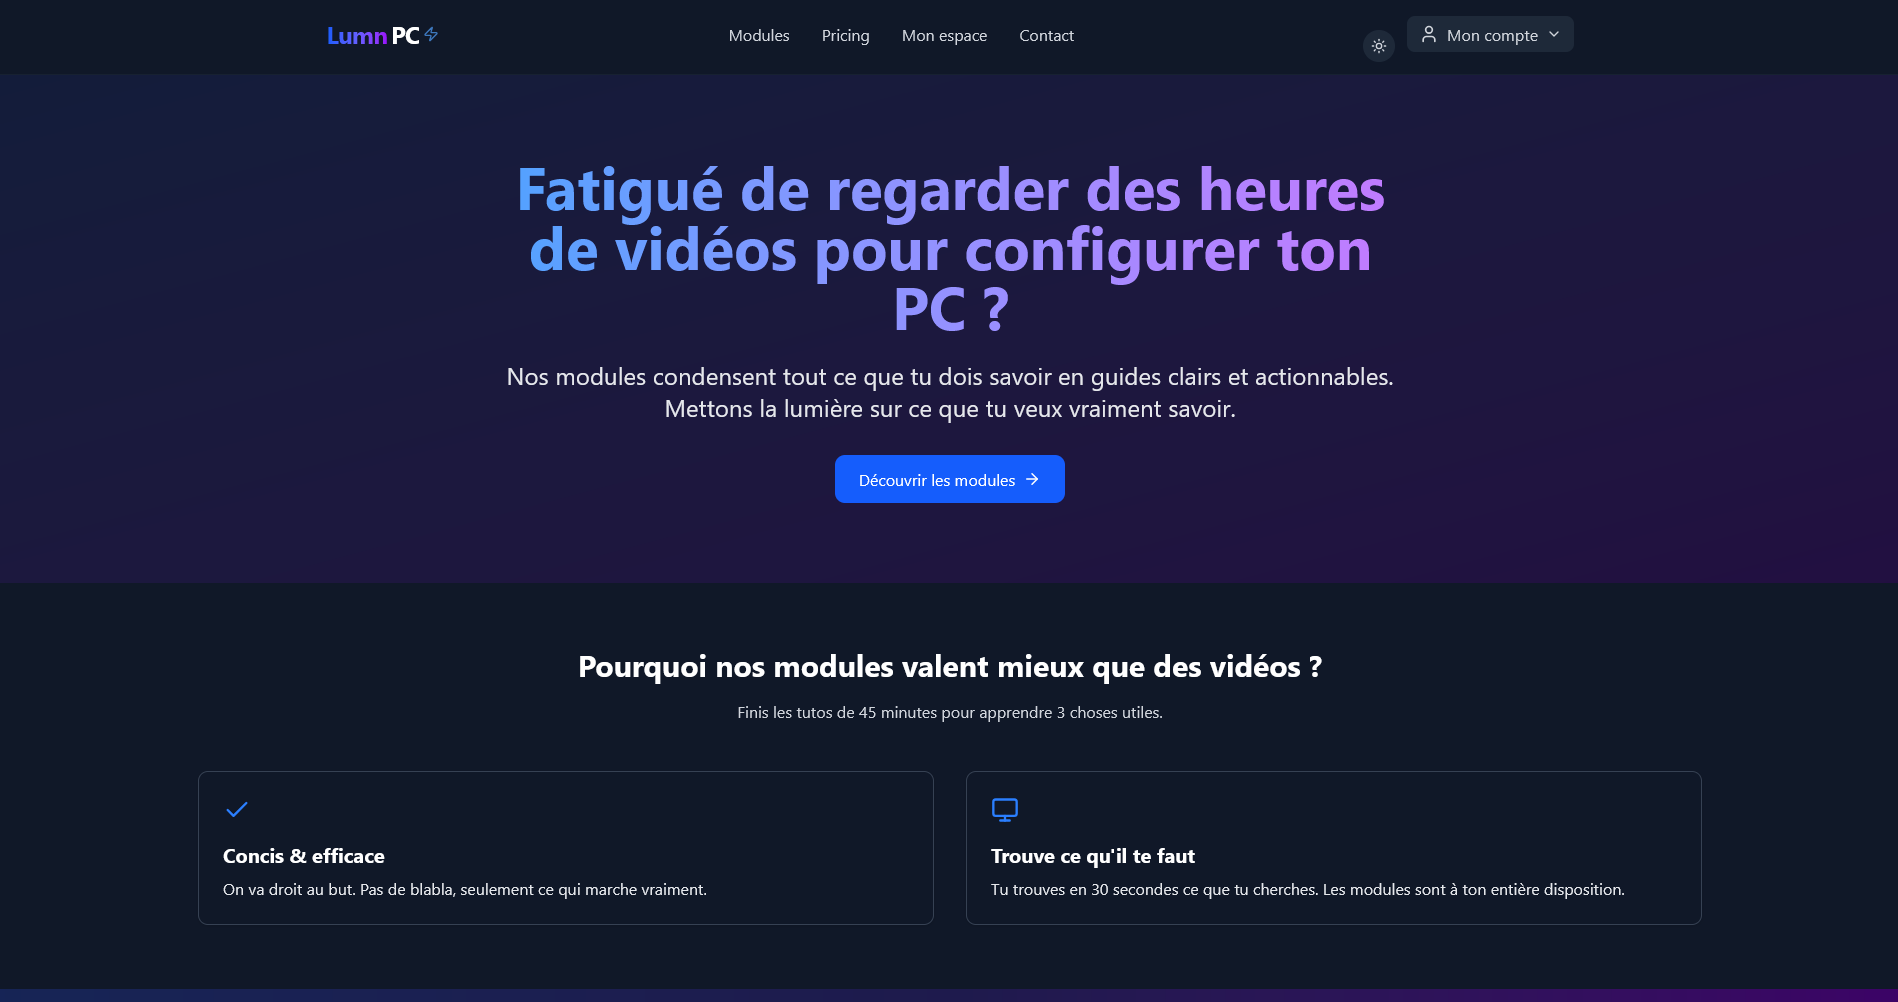 Lumn PC
Modules
Pricing
Mon espace
Contact
Mon compte
Fatigué de regarder des heures
de vidéos pour configurer ton
PC ?
Nos modules condensent tout ce que tu dois savoir en guides clairs et actionnables.
Mettons la lumière sur ce que tu veux vraiment savoir.
Découvrir les modules
Pourquoi nos modules valent mieux que des vidéos ?
Finis les tutos de 45 minutes pour apprendre 3 choses utiles.
Concis & efficace
On va droit au but. Pas de blabla, seulement ce qui marche vraiment.
Trouve ce qu'il te faut
Tu trouves en 30 secondes ce que tu cherches. Les modules sont à ton entière disposition.